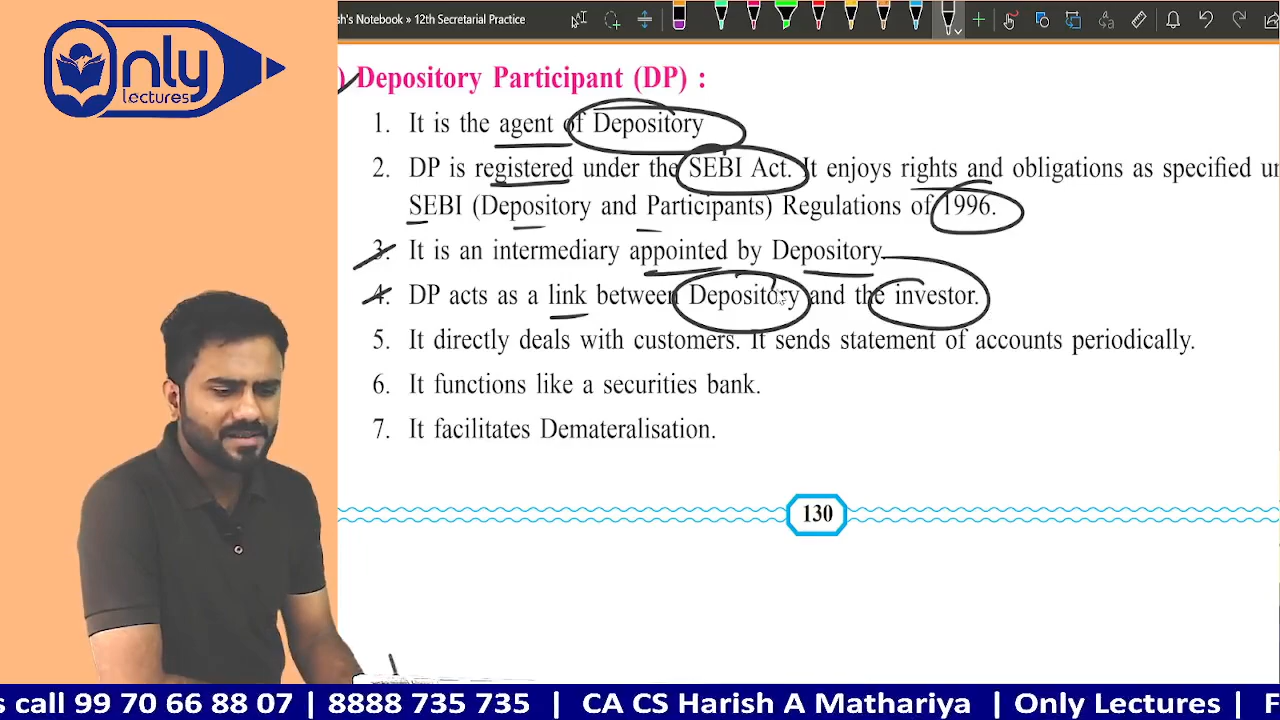 sh's Notebook » 12th Secretarial Practice
Only
lectures
) Depository Participant (DP) :
1. It is the agent of Depository
2. DP is registered under the SEBI Act. It enjoys rights and obligations as specified un
SEBI (Depository and Participants) Regulations of 1996.
3. It is an intermediary appointed by Depository.
4. DP acts as a link between Depository and the investor.
5. It directly deals with customers. It sends statement of accounts periodically.
6. It functions like a securities bank.
7. It facilitates Demateralisation.
130
s call 99 70 66 88 07 | 8888 735 735 | CA CS Harish A Mathariya | Only Lectures | F